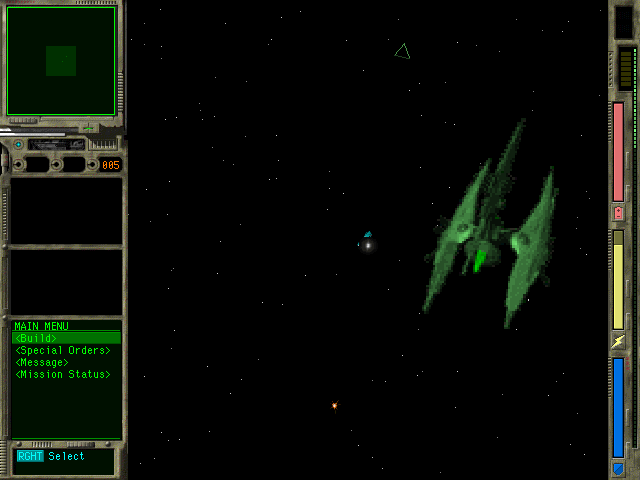 005
MAIN MENU
<Build>
<Special Orders>
<Message>
<Mission Status>
RGHT Select